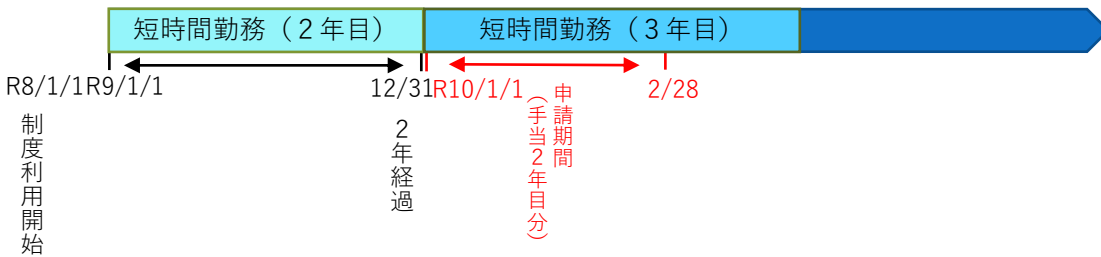 短時間勤務（２年目） 短時間勤務（３年目）
R8/1/1 R9/1/1 12/31 R10/1/1 2/28
制度利用開始
２年経過
申請期間
（手当２年目分）